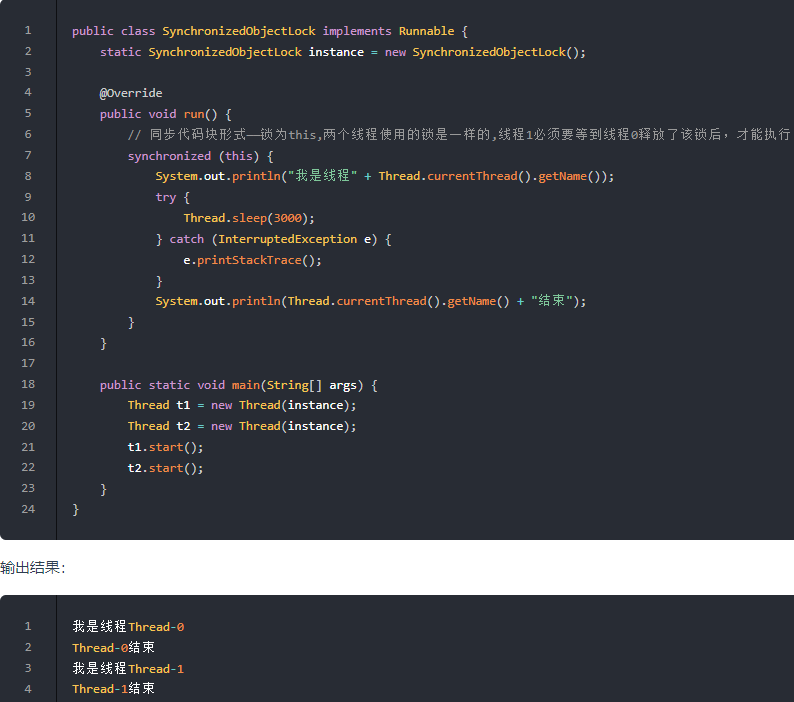 1 public class SynchronizedObjectLock implements Runnable {
2     static SynchronizedObjectLock instance = new SynchronizedObjectLock();
3
4     @Override
5     public void run() {
6         // 同步代码块形式——锁为this,两个线程使用的锁是一样的,线程1必须要等到线程0释放了该锁后，才能执行
7         synchronized (this) {
8             System.out.println("我是线程" + Thread.currentThread().getName());
9             try {
10                 Thread.sleep(3000);
11             } catch (InterruptedException e) {
12                 e.printStackTrace();
13             }
14             System.out.println(Thread.currentThread().getName() + "结束");
15         }
16     }
17
18     public static void main(String[] args) {
19         Thread t1 = new Thread(instance);
20         Thread t2 = new Thread(instance);
21         t1.start();
22         t2.start();
23     }
24 }
输出结果：
1 我是线程Thread-0
2 Thread-0结束
3 我是线程Thread-1
4 Thread-1结束